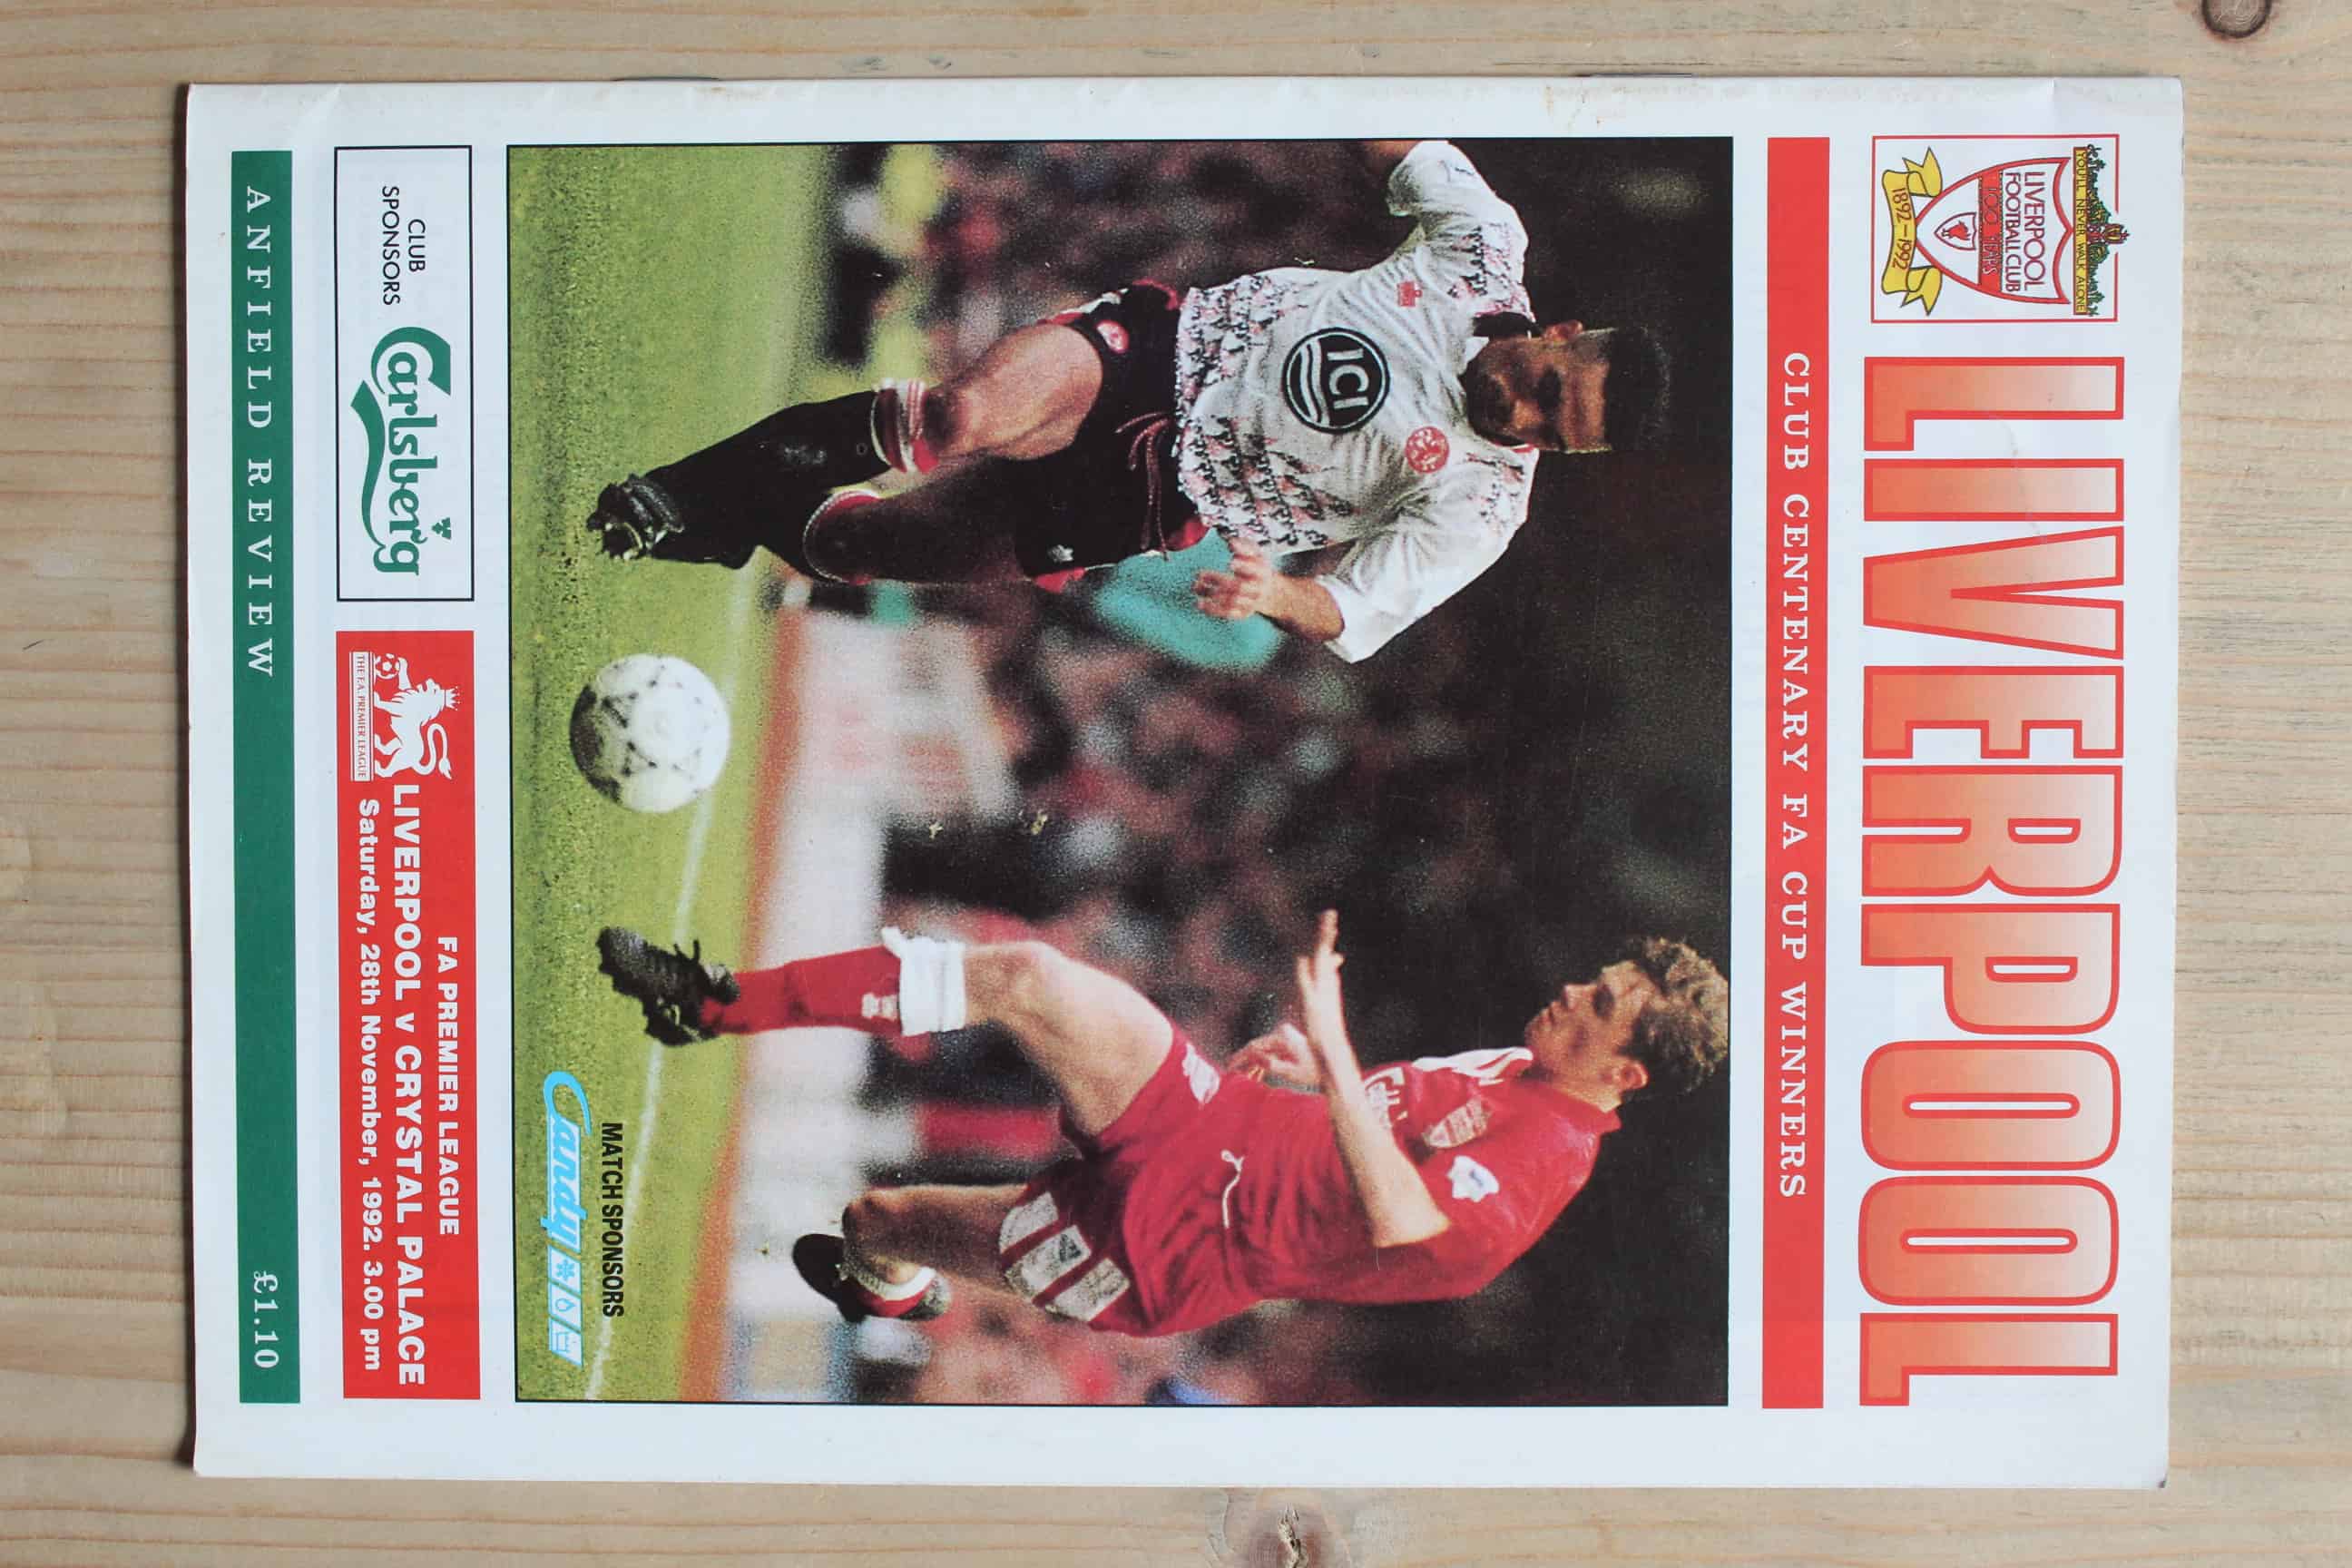 YOU'LL NEVER WALK ALONE
LIVERPOOL
FOOTBALL CLUB
100 YEARS
1892-1992
LIVERPOOL
CLUB CENTENARY FA CUP WINNERS
ICI
MATCH SPONSORS
Candy
CLUB
SPONSORS
Carlsberg
THE F.A. PREMIER LEAGUE
FA PREMIER LEAGUE
LIVERPOOL v CRYSTAL PALACE
Saturday, 28th November, 1992. 3.00 pm
ANFIELD REVIEW
£1.10